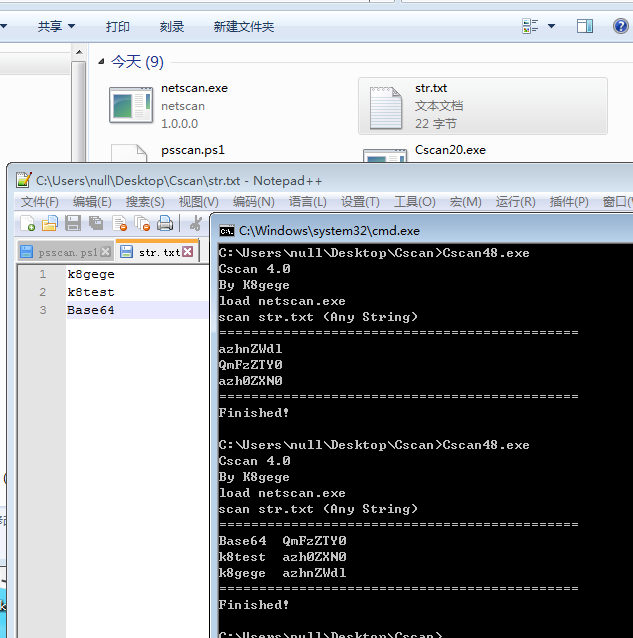 共享 打印 刻录 新建文件夹
今天 (9)
netscan.exe
netscan
1.0.0.0
str.txt
文本文档
22 字节
psscan.ps1
Cscan20.exe
C:\Users\null\Desktop\Cscan\str.txt - Notepad++
文件(F) 编辑(E) 搜索(S) 视图(V) 编码(N) 语言(L) 设置(T) 工具(O) 宏(M) 运行(R) 插件(P) 窗口(
psscan.ps1 str.txt
1 k8gege
2 k8test
3 Base64
C:\Windows\system32\cmd.exe
C:\Users\null\Desktop\Cscan>Cscan48.exe
Cscan 4.0
By K8gege
load netscan.exe
scan str.txt (Any String)
=============================================
azhnZWdl
QmFzZTY0
azh0ZXN0
=============================================
Finished!
C:\Users\null\Desktop\Cscan>Cscan48.exe
Cscan 4.0
By K8gege
load netscan.exe
scan str.txt (Any String)
=============================================
Base64 QmFzZTY0
k8test azh0ZXN0
k8gege azhnZWdl
=============================================
Finished!
C:\Users\null\Desktop\Cscan>